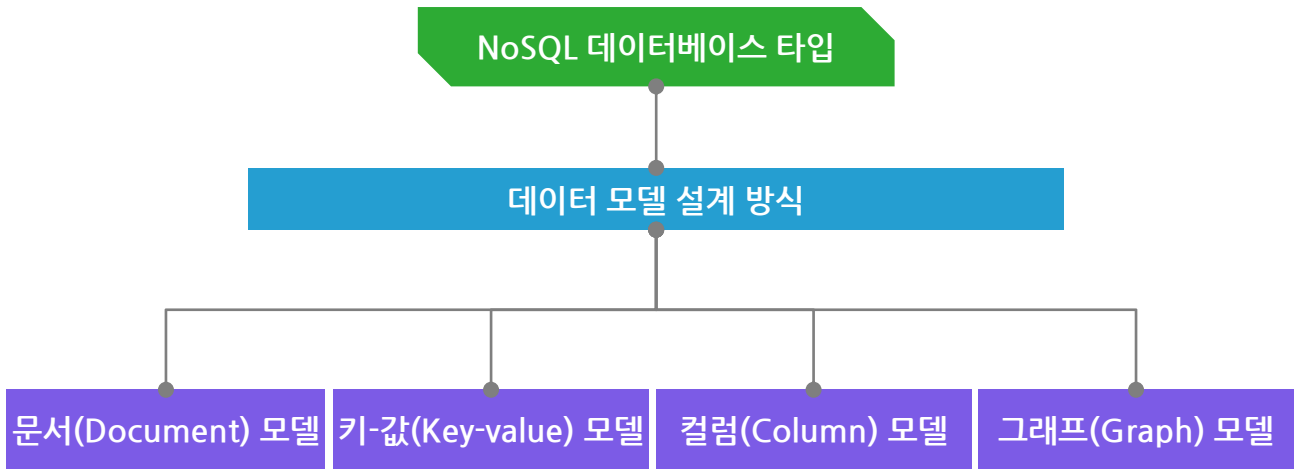 NoSQL 데이터베이스 타입
데이터 모델 설계 방식
문서(Document) 모델
키-값(Key-value) 모델
컬럼(Column) 모델
그래프(Graph) 모델